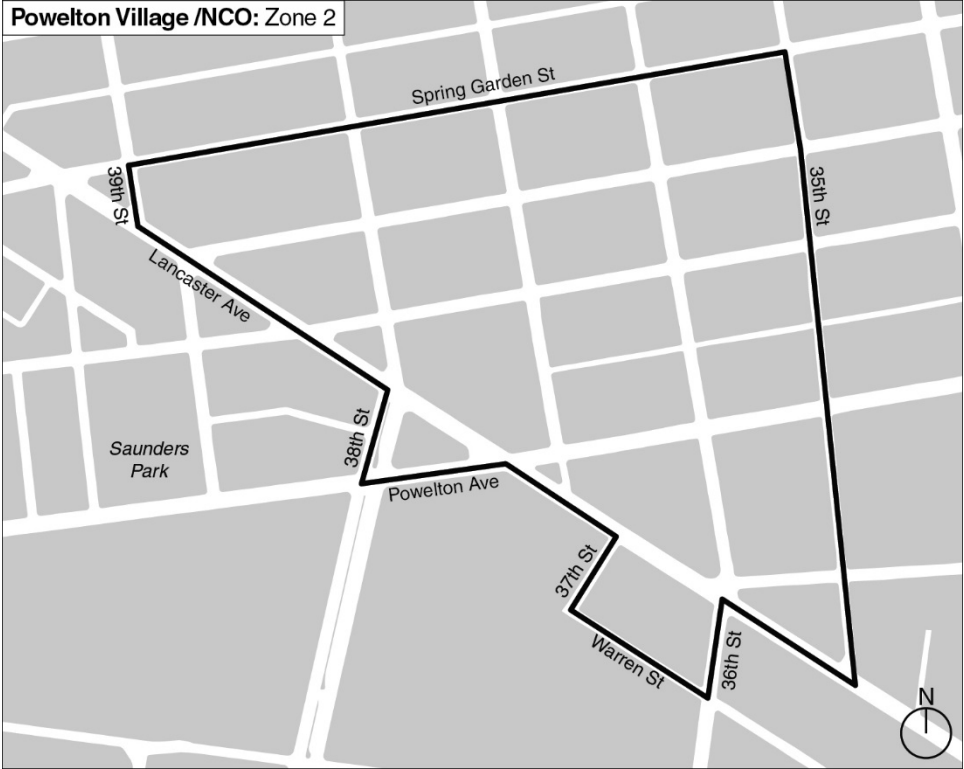 Powelton Village /NCO: Zone 2
Spring Garden St
39th St
35th St
Lancaster Ave
38th St
Saunders
Park
Powelton Ave
37th St
Warren St
36th St
N